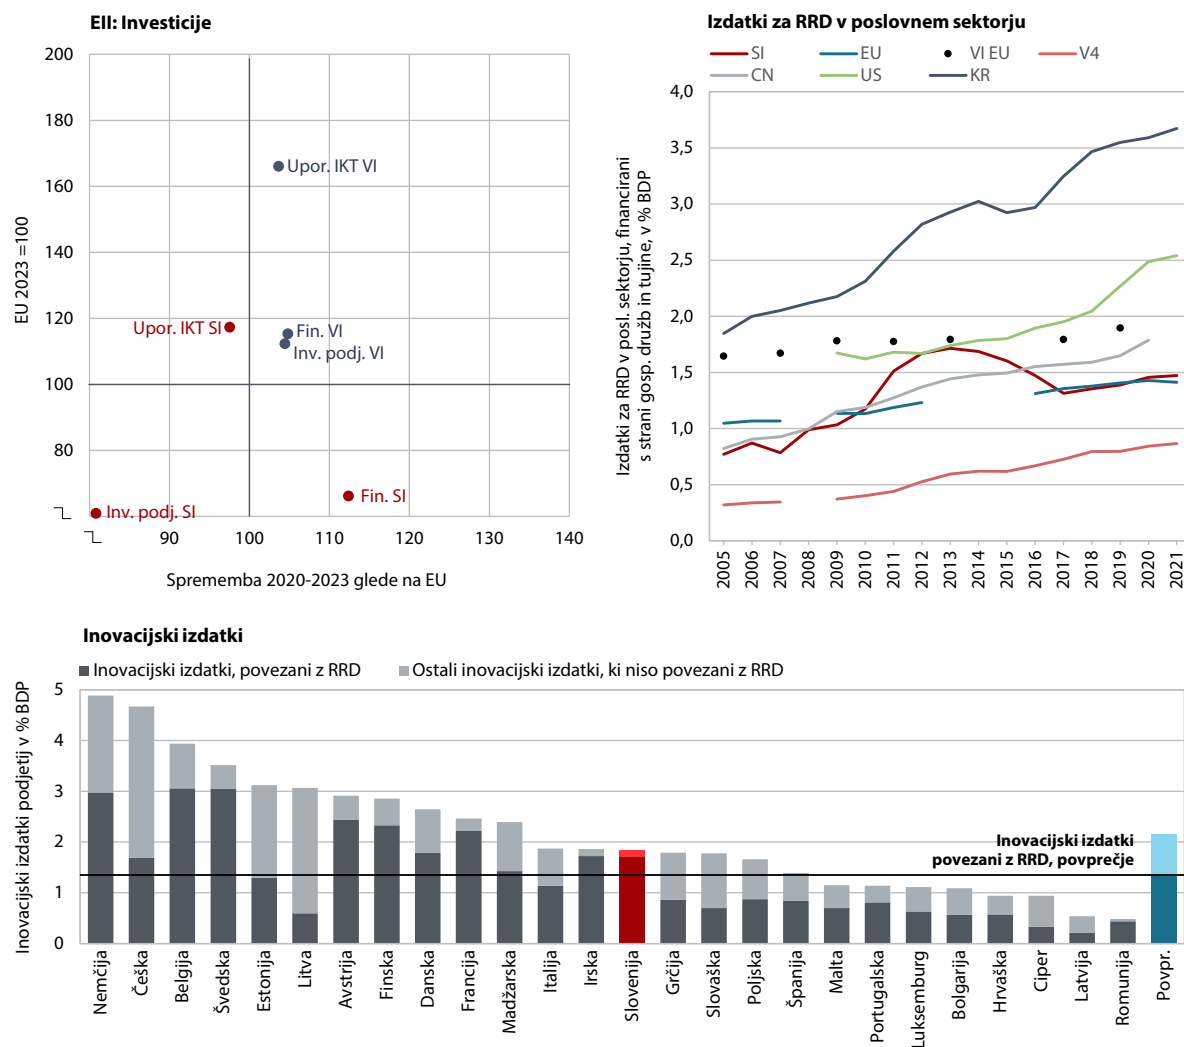 EII: Investicije
EU 2023 =100
200
180
160
140
120
100
80
Upor. IKT VI
Upor. IKT SI
Fin. VI
Inv. podj. VI
Fin. SI
Inv. podj. SI
90
100
110
120
130
140
Sprememba 2020-2023 glede na EU
Izdatki za RRD v poslovnem sektorju
SI
EU
VI EU
V4
CN
US
KR
Izdatki za RRD v posl. sektorju, financirani
s strani gosp. družb in tujine, v % BDP
4,0
3,5
3,0
2,5
2,0
1,5
1,0
0,5
0,0
2005
2006
2007
2008
2009
2010
2011
2012
2013
2014
2015
2016
2017
2018
2019
2020
2021
Inovacijski izdatki
Inovacijski izdatki, povezani z RRD
Ostali inovacijski izdatki, ki niso povezani z RRD
Inovacijski izdatki podjetij v % BDP
5
4
3
2
1
0
Inovacijski izdatki
povezani z RRD, povprečje
Nemčija
Češka
Belgija
Švedska
Estonija
Litva
Avstrija
Finska
Danska
Francija
Madžarska
Italija
Irska
Slovenija
Grčija
Slovaška
Poljska
Španija
Malta
Portugalska
Luksemburg
Bolgarija
Hrvaška
Ciper
Latvija
Romunija
Povpr.